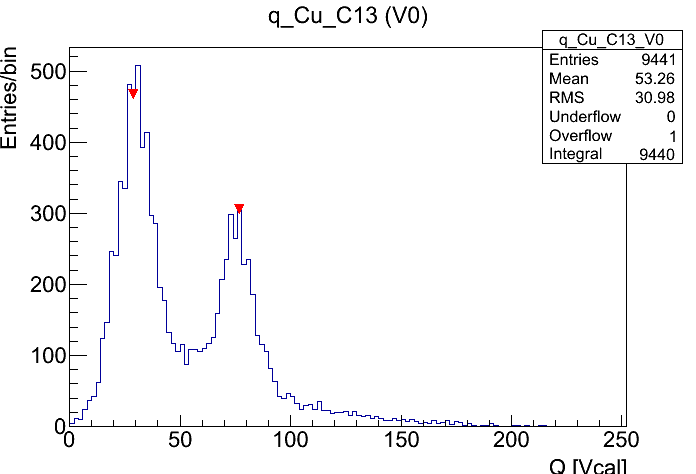 q_Cu_C13 (V0)
q_Cu_C13_V0
Entries 9441
Mean 53.26
RMS 30.98
Underflow 0
Overflow 1
Integral 9440
Entries/bin
500
400
300
200
100
0
0 50 100 150 200 250
Q [Vcal]